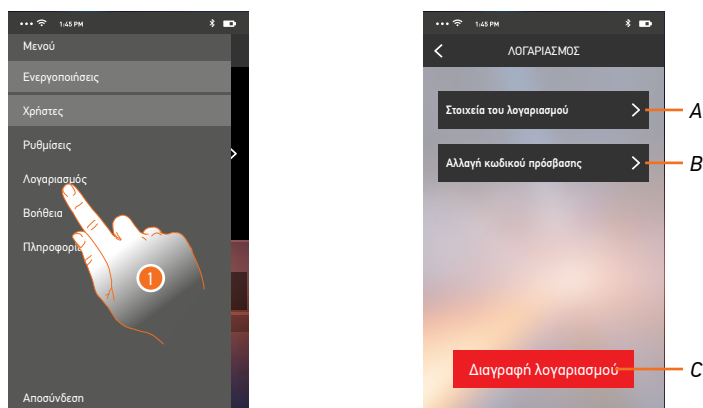 1:45 PM
Μενού
Ενεργοποιήσεις
Χρήστες
Ρυθμίσεις
Λογαριασμός
Βοήθεια
Πληροφορί
1
Αποσύνδεση
1:45 PM
ΛΟΓΑΡΙΑΣΜΟΣ
Στοιχεία του λογαριασμού
A
Αλλαγή κωδικού πρόσβασης
B
Διαγραφή λογαριασμού
C